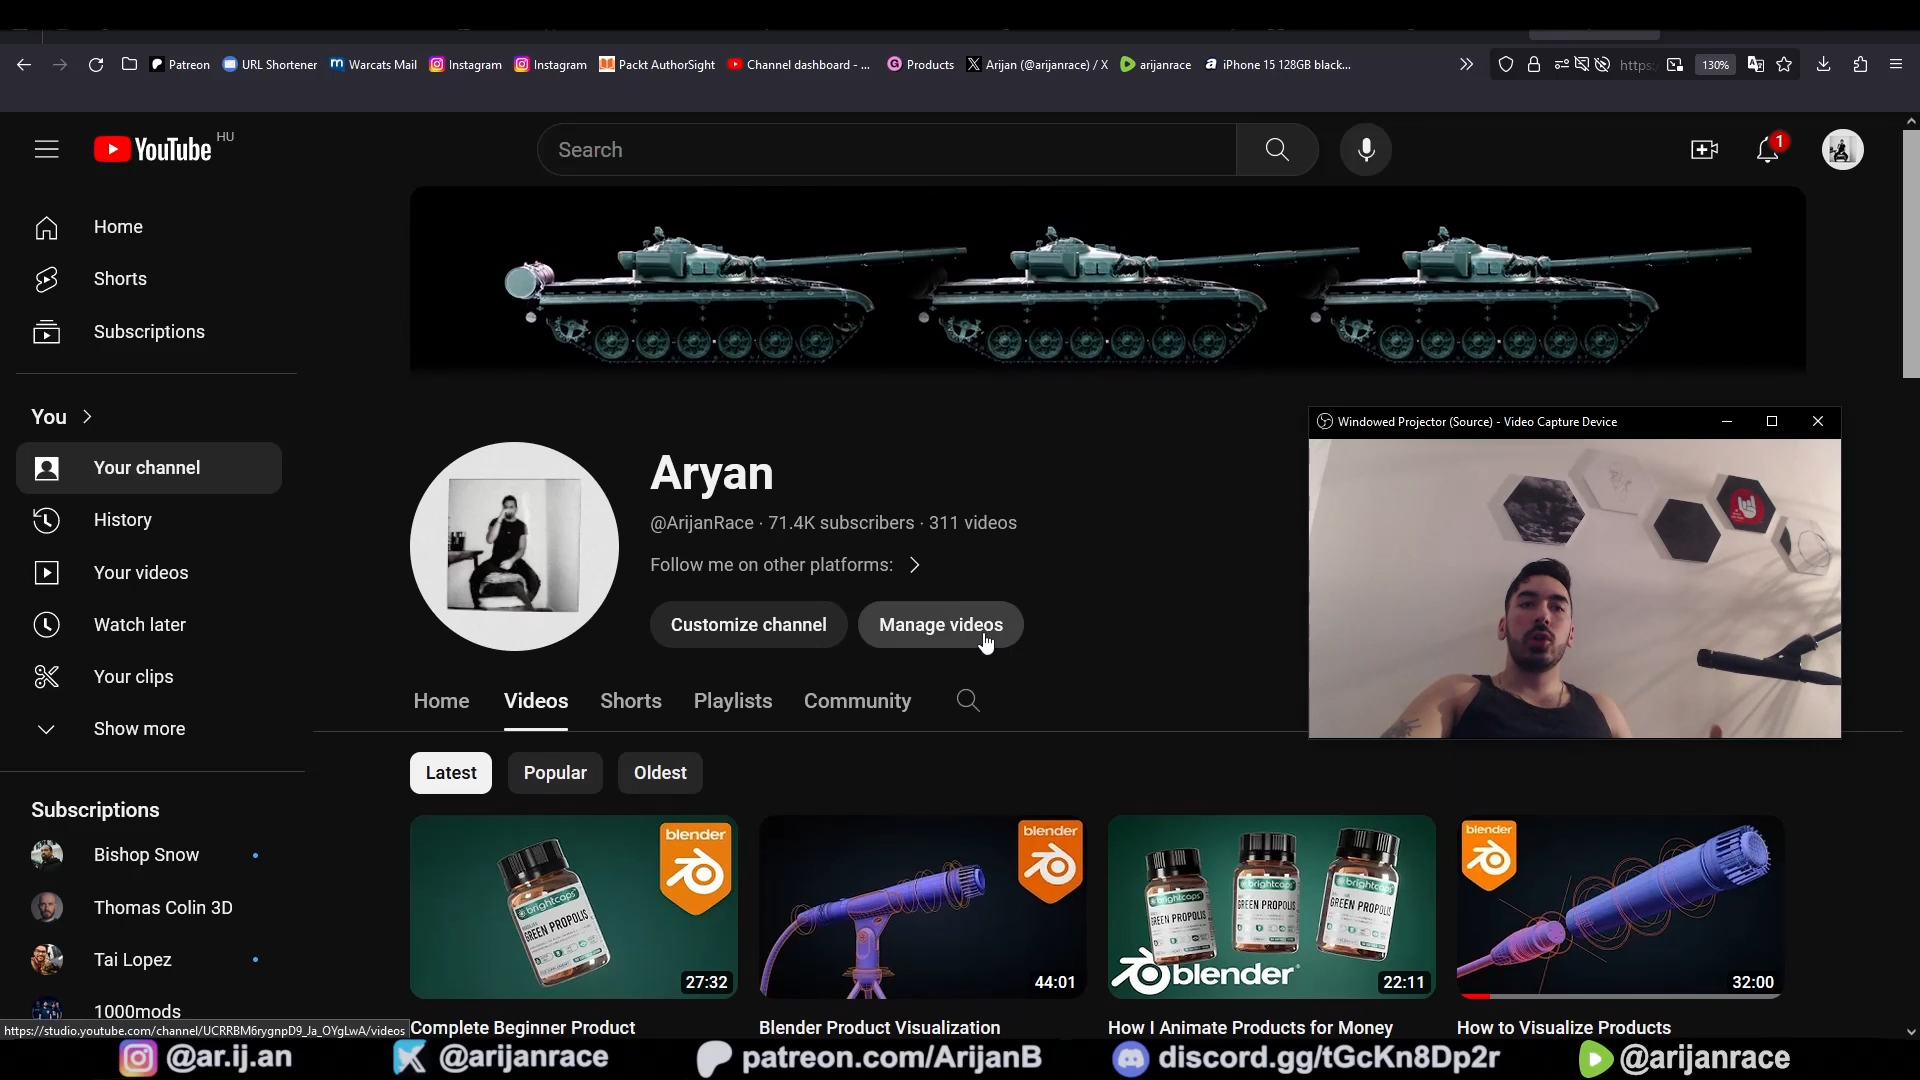 Patreon
URL Shortener
Warcats Mail
Instagram
Instagram
Packt AuthorSight
Channel dashboard - ...
Products
Arijan (@arijanrace) / X
arijanrace
iPhone 15 128GB black...
https:
130%
YouTube HU
Search
1
Home
Shorts
Subscriptions
You
Your channel
History
Your videos
Watch later
Your clips
Show more
Subscriptions
Bishop Snow
Thomas Colin 3D
Tai Lopez
1000mods
Aryan
@ArijanRace · 71.4K subscribers · 311 videos
Follow me on other platforms:
Customize channel
Manage videos
Windowed Projector (Source) - Video Capture Device
Home
Videos
Shorts
Playlists
Community
Latest
Popular
Oldest
blender
brightcaps
GREEN PROPOLIS
27:32
blender
44:01
brightcaps
GREEN PROPOLIS
brightcaps
GREEN PROPOLIS
brightcaps
GREEN PROPOLIS
blender
22:11
blender
32:00
Complete Beginner Product
Blender Product Visualization
How I Animate Products for Money
How to Visualize Products
https://studio.youtube.com/channel/UCRRBM6rygnpD9_Ja_OYgLwA/videos
@ar.ij.an
@arijanrace
patreon.com/ArijanB
discord.gg/tGcKn8Dp2r
@arijanrace